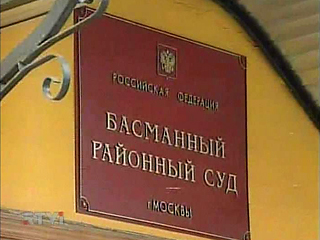 РОССИЙСКАЯ ФЕДЕРАЦИЯ
БАСМАННЫЙ
РАЙОННЫЙ СУД
г. МОСКВЫ